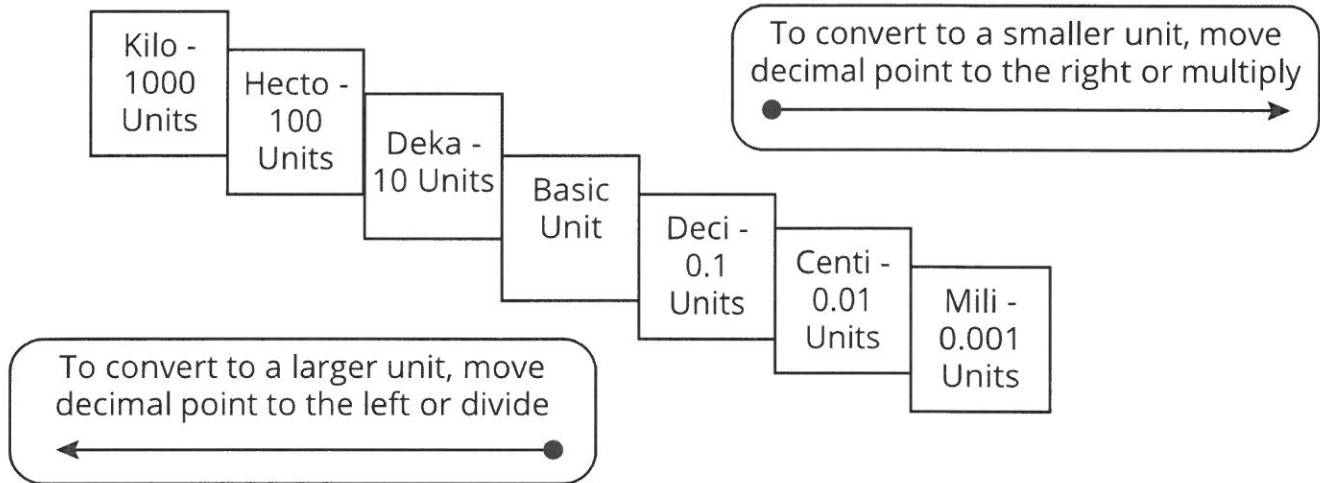 Kilo -
1000
Units
Hecto -
100
Units
Deka -
10 Units
Basic
Unit
Deci -
0.1
Units
Centi -
0.01
Units
Mili -
0.001
Units
To convert to a smaller unit, move
decimal point to the right or multiply
To convert to a larger unit, move
decimal point to the left or divide